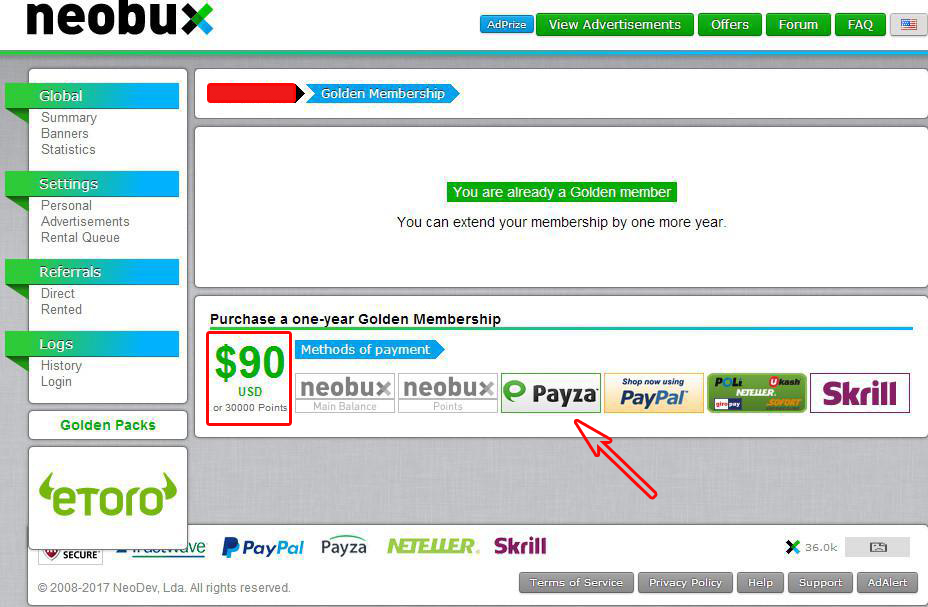 neobux
AdPrize
View Advertisements
Offers
Forum
FAQ
Global
Summary
Banners
Statistics
Settings
Personal
Advertisements
Rental Queue
Referrals
Direct
Rented
Logs
History
Login
Golden Packs
eToro
Golden Membership
You are already a Golden member
You can extend your membership by one more year.
Purchase a one-year Golden Membership
$90
USD
or 30000 Points
Methods of payment
neobux
Main Balance
neobux
Points
Payza
Shop now using
PayPal
POLi Ukash
NETELLER
giropay SOFORT
Skrill
SECURE Trustwave PayPal Payza NETELLER. Skrill
36.0k
© 2008-2017 NeoDev, Lda. All rights reserved.
Terms of Service
Privacy Policy
Help
Support
AdAlert